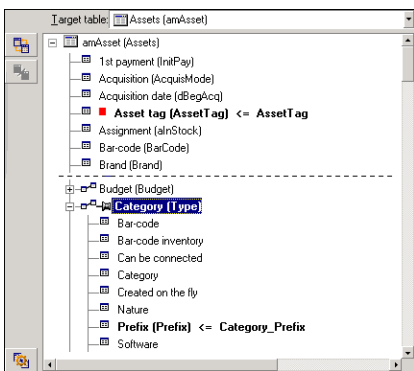 Target table: Assets (amAsset)
amAsset (Assets)
1st payment (InitPay)
Acquisition (AcquisMode)
Acquisition date (dBegAcq)
Asset tag (AssetTag) <= AssetTag
Assignment (aInStock)
Bar-code (BarCode)
Brand (Brand)
Budget (Budget)
Category (Type)
Bar-code
Bar-code inventory
Can be connected
Category
Created on the fly
Nature
Prefix (Prefix) <= Category_Prefix
Software